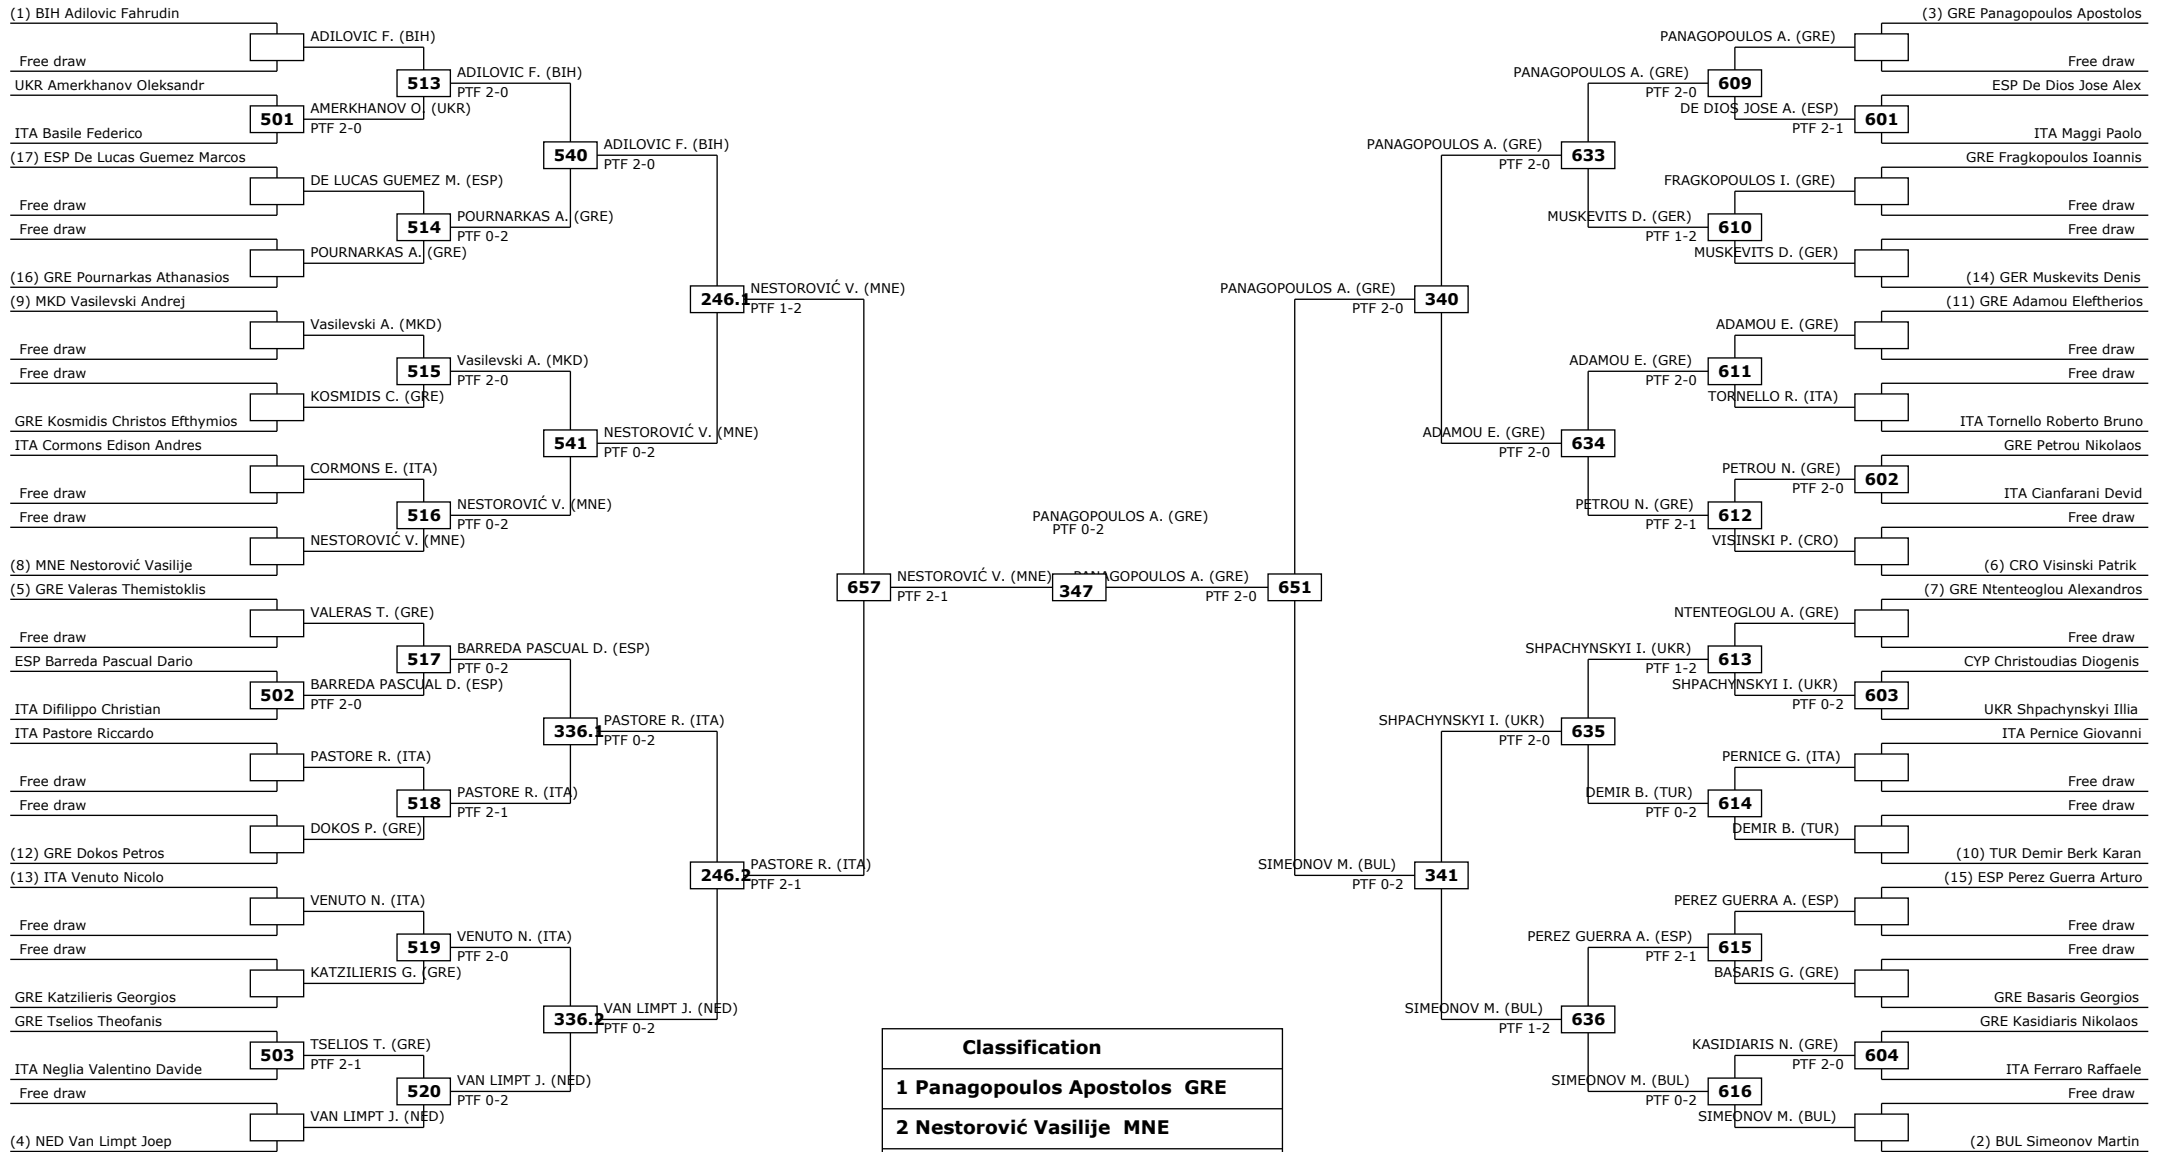 (1) BIH Adilovic Fahrudin
ADILOVIC F. (BIH)
Free draw
513
ADILOVIC F. (BIH)
PTF 2-0
UKR Amerkhanov Oleksandr
501
AMERKHANOV O. (UKR)
PTF 2-0
ITA Basile Federico
540
ADILOVIC F. (BIH)
PTF 2-0
(17) ESP De Lucas Guemez Marcos
DE LUCAS GUEMEZ M. (ESP)
Free draw
514
POURNARKAS A. (GRE)
PTF 0-2
Free draw
POURNARKAS A. (GRE)
(16) GRE Pournarkas Athanasios
246.1
NESTOROVIĆ V. (MNE)
PTF 1-2
(9) MKD Vasilevski Andrej
Vasilevski A. (MKD)
Free draw
515
Vasilevski A. (MKD)
PTF 2-0
Free draw
KOSMIDIS C. (GRE)
GRE Kosmidis Christos Efthymios
541
NESTOROVIĆ V. (MNE)
PTF 0-2
ITA Cormons Edison Andres
CORMONS E. (ITA)
Free draw
516
NESTOROVIĆ V. (MNE)
PTF 0-2
Free draw
NESTOROVIĆ V. (MNE)
(8) MNE Nestorović Vasilije
657
NESTOROVIĆ V. (MNE)
PTF 2-1
(5) GRE Valeras Themistoklis
VALERAS T. (GRE)
Free draw
517
BARREDA PASCUAL D. (ESP)
PTF 0-2
ESP Barreda Pascual Dario
502
BARREDA PASCUAL D. (ESP)
PTF 2-0
ITA Difilippo Christian
336.1
PASTORE R. (ITA)
PTF 0-2
ITA Pastore Riccardo
PASTORE R. (ITA)
Free draw
518
PASTORE R. (ITA)
PTF 2-1
Free draw
DOKOS P. (GRE)
(12) GRE Dokos Petros
246.2
PASTORE R. (ITA)
PTF 2-1
(13) ITA Venuto Nicolo
VENUTO N. (ITA)
Free draw
519
VENUTO N. (ITA)
PTF 2-0
Free draw
KATZILIERIS G. (GRE)
GRE Katzilieris Georgios
336.2
VAN LIMPT J. (NED)
PTF 0-2
GRE Tselios Theofanis
503
TSELIOS T. (GRE)
PTF 2-1
ITA Neglia Valentino Davide
520
VAN LIMPT J. (NED)
PTF 0-2
Free draw
VAN LIMPT J. (NED)
(4) NED Van Limpt Joep
PANAGOPOULOS A. (GRE)
PTF 0-2
347
PANAGOPOULOS A. (GRE)
PTF 2-0
651
(3) GRE Panagopoulos Apostolos
PANAGOPOULOS A. (GRE)
Free draw
PANAGOPOULOS A. (GRE)
PTF 2-0
609
ESP De Dios Jose Alex
DE DIOS JOSE A. (ESP)
PTF 2-1
601
ITA Maggi Paolo
PANAGOPOULOS A. (GRE)
PTF 2-0
633
GRE Fragkopoulos Ioannis
FRAGKOPOULOS I. (GRE)
Free draw
MUSKEVITS D. (GER)
PTF 1-2
610
Free draw
MUSKEVITS D. (GER)
(14) GER Muskevits Denis
PANAGOPOULOS A. (GRE)
PTF 2-0
340
(11) GRE Adamou Eleftherios
ADAMOU E. (GRE)
Free draw
ADAMOU E. (GRE)
PTF 2-0
611
Free draw
TORNELLO R. (ITA)
ITA Tornello Roberto Bruno
ADAMOU E. (GRE)
PTF 2-0
634
GRE Petrou Nikolaos
PETROU N. (GRE)
PTF 2-0
602
ITA Cianfarani Devid
PETROU N. (GRE)
PTF 2-1
612
Free draw
VISINSKI P. (CRO)
(6) CRO Visinski Patrik
(7) GRE Ntenteoglou Alexandros
NTENTEOGLOU A. (GRE)
Free draw
SHPACHYNSKYI I. (UKR)
PTF 1-2
613
CYP Christoudias Diogenis
SHPACHYNSKYI I. (UKR)
PTF 0-2
603
UKR Shpachynskyi Illia
SHPACHYNSKYI I. (UKR)
PTF 2-0
635
ITA Pernice Giovanni
PERNICE G. (ITA)
Free draw
DEMIR B. (TUR)
PTF 0-2
614
Free draw
DEMIR B. (TUR)
(10) TUR Demir Berk Karan
SIMEONOV M. (BUL)
PTF 0-2
341
(15) ESP Perez Guerra Arturo
PEREZ GUERRA A. (ESP)
Free draw
PEREZ GUERRA A. (ESP)
PTF 2-1
615
Free draw
BASARIS G. (GRE)
GRE Basaris Georgios
SIMEONOV M. (BUL)
PTF 1-2
636
GRE Kasidiaris Nikolaos
KASIDIARIS N. (GRE)
PTF 2-0
604
ITA Ferraro Raffaele
SIMEONOV M. (BUL)
PTF 0-2
616
Free draw
SIMEONOV M. (BUL)
(2) BUL Simeonov Martin
Classification
1 Panagopoulos Apostolos GRE
2 Nestorović Vasilije MNE